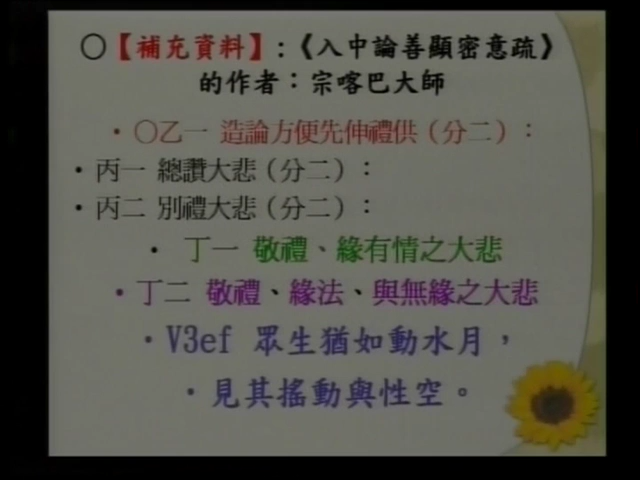 ○【補充資料】:《入中論善顯密意疏》
的作者：宗喀巴大師
・○乙一 造論方便先伸禮供（分二）：
・丙一 總讚大悲（分二）：
・丙二 別禮大悲（分二）：
・ 丁一 敬禮、緣有情之大悲
・丁二 敬禮、緣法、與無緣之大悲
・V3ef 眾生猶如動水月，
・見其搖動與性空。